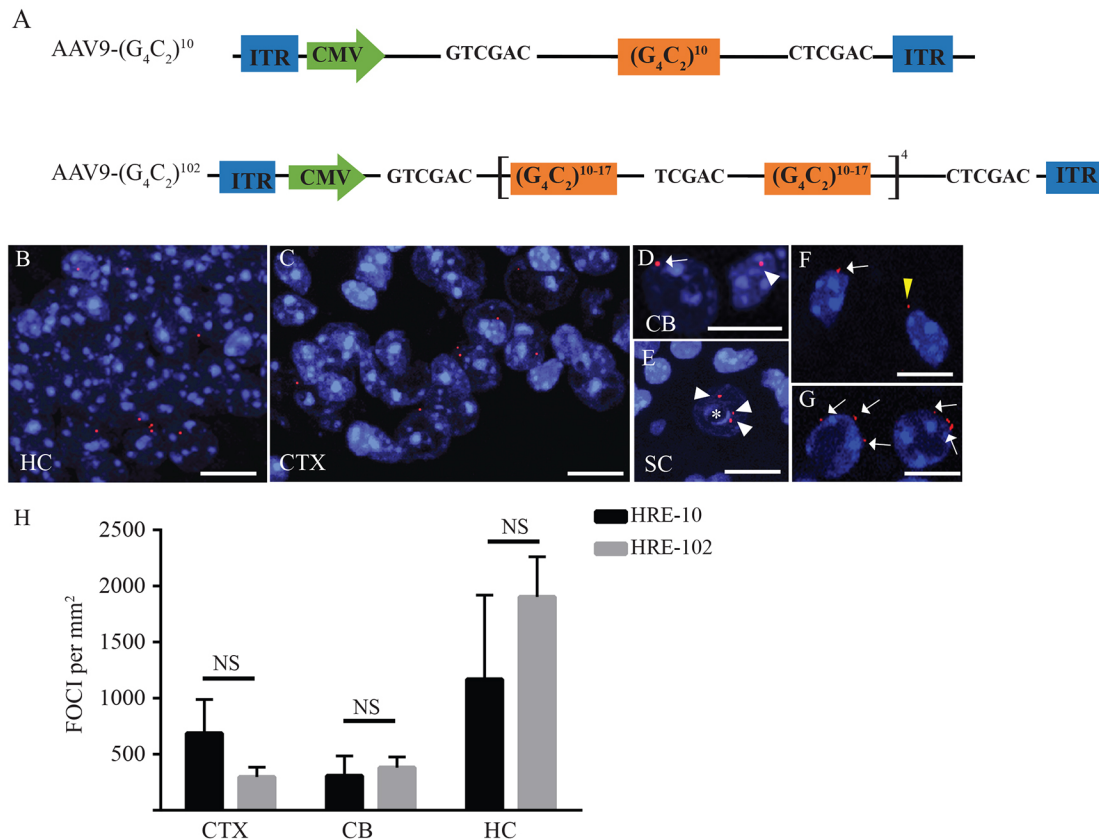 A
AAV9-(G₄C₂)¹⁰ ITR CMV GTCGAC (G₄C₂)¹⁰ CTCGAC ITR
AAV9-(G₄C₂)¹⁰² ITR CMV GTCGAC [ (G₄C₂)¹⁰⁻¹⁷ TCGAC (G₄C₂)¹⁰⁻¹⁷ ]⁴ CTCGAC ITR
B
HC
C
CTX
D
CB
E
*
SC
F
G
H
HRE-10
HRE-102
FOCI per mm²
2500
2000
1500
1000
500
NS
NS
NS
CTX CB HC